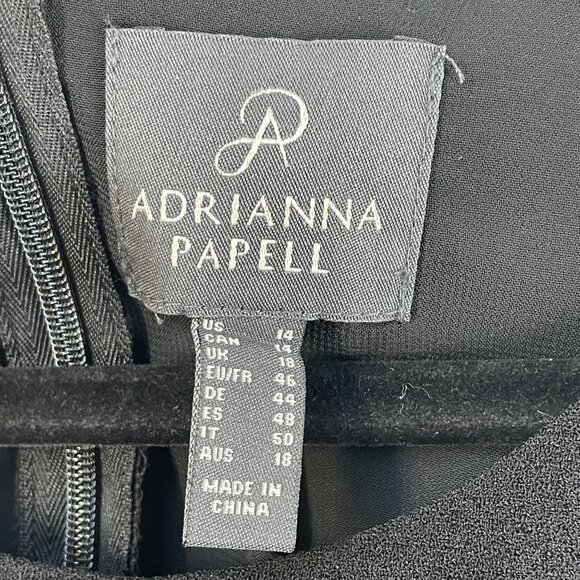 AP
ADRIANNA
PAPELL
US 14
CAN 14
UK 18
EU/FR 46
DE 44
ES 48
IT 50
AUS 18
MADE IN
CHINA